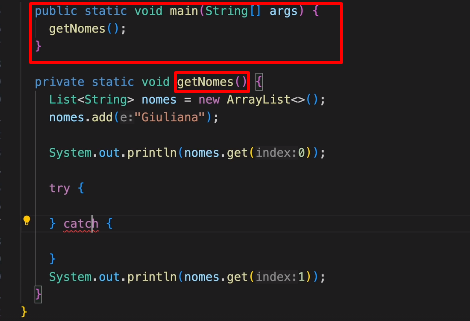 public static void main(String[] args) {
getNomes();
}
private static void getNomes() {
List<String> nomes = new ArrayList<>();
nomes.add(e:"Giuliana");
System.out.println(nomes.get(index:0));
try {
} catch {
}
System.out.println(nomes.get(index:1));
}
}